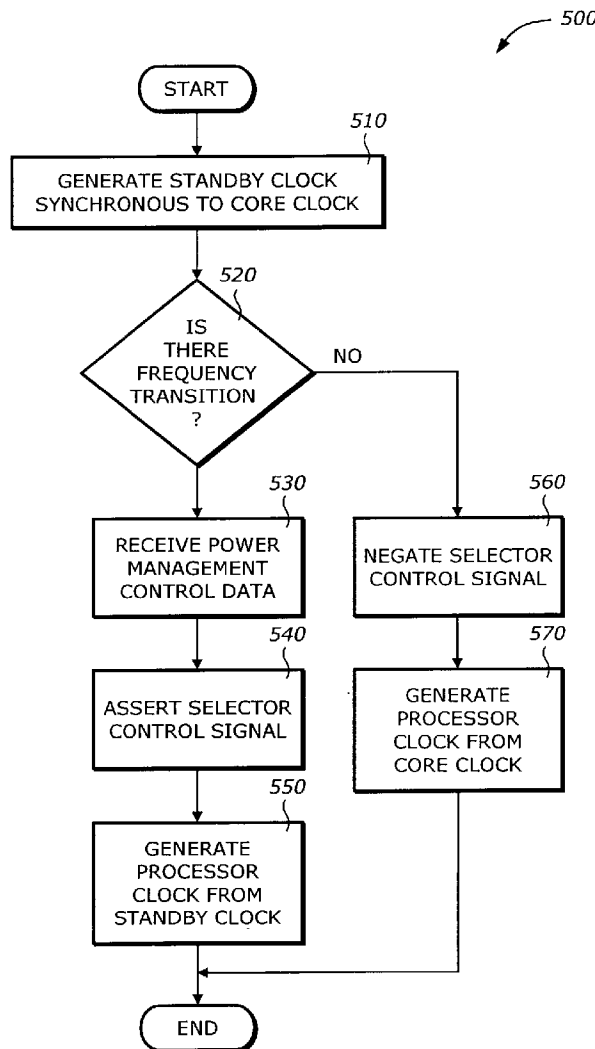 500
START
510
GENERATE STANDBY CLOCK
SYNCHRONOUS TO CORE CLOCK
520
IS
THERE
FREQUENCY
TRANSITION
?
NO
530
RECEIVE POWER
MANAGEMENT
CONTROL DATA
560
NEGATE SELECTOR
CONTROL SIGNAL
540
ASSERT SELECTOR
CONTROL SIGNAL
570
GENERATE
PROCESSOR
CLOCK FROM
CORE CLOCK
550
GENERATE
PROCESSOR
CLOCK FROM
STANDBY CLOCK
END